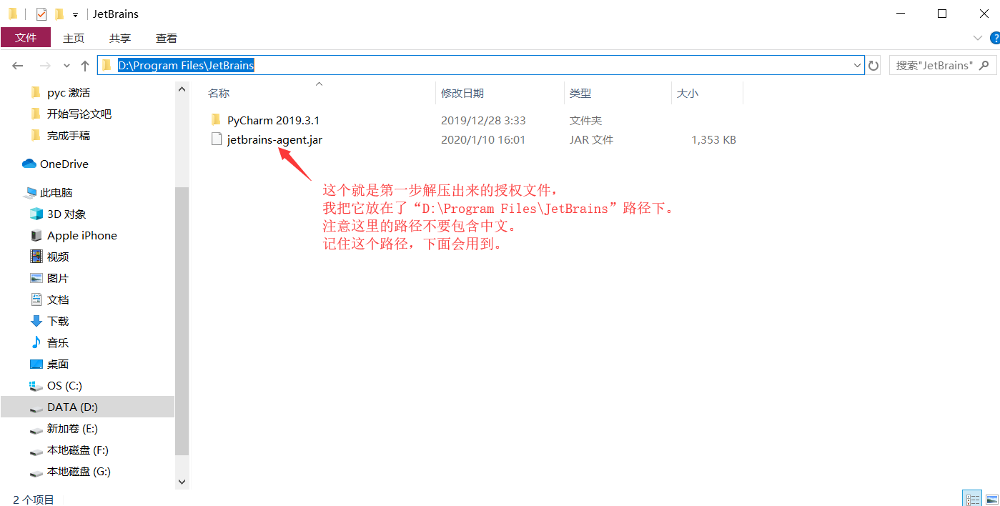 JetBrains
文件 主页 共享 查看
D:\Program Files\JetBrains 搜索"JetBrains"
名称 修改日期 类型 大小
pyc 激活
开始写论文吧
完成手稿
OneDrive
此电脑
3D 对象
Apple iPhone
视频
图片
文档
下载
音乐
桌面
OS (C:)
DATA (D:)
新加卷 (E:)
本地磁盘 (F:)
本地磁盘 (G:)
PyCharm 2019.3.1 2019/12/28 3:33 文件夹
jetbrains-agent.jar 2020/1/10 16:01 JAR 文件 1,353 KB
这个就是第一步解压出来的授权文件，
我把它放在了“D:\Program Files\JetBrains”路径下。
注意这里的路径不要包含中文。
记住这个路径，下面会用到。
2 个项目